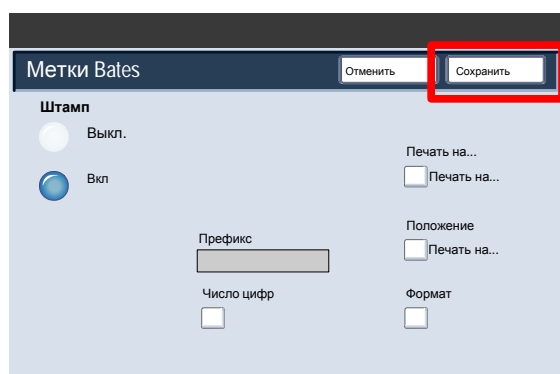 Метки Bates
Отменить
Сохранить
Штамп
Выкл.
Вкл
Печать на...
Печать на...
Префикс
Положение
Печать на...
Число цифр
Формат